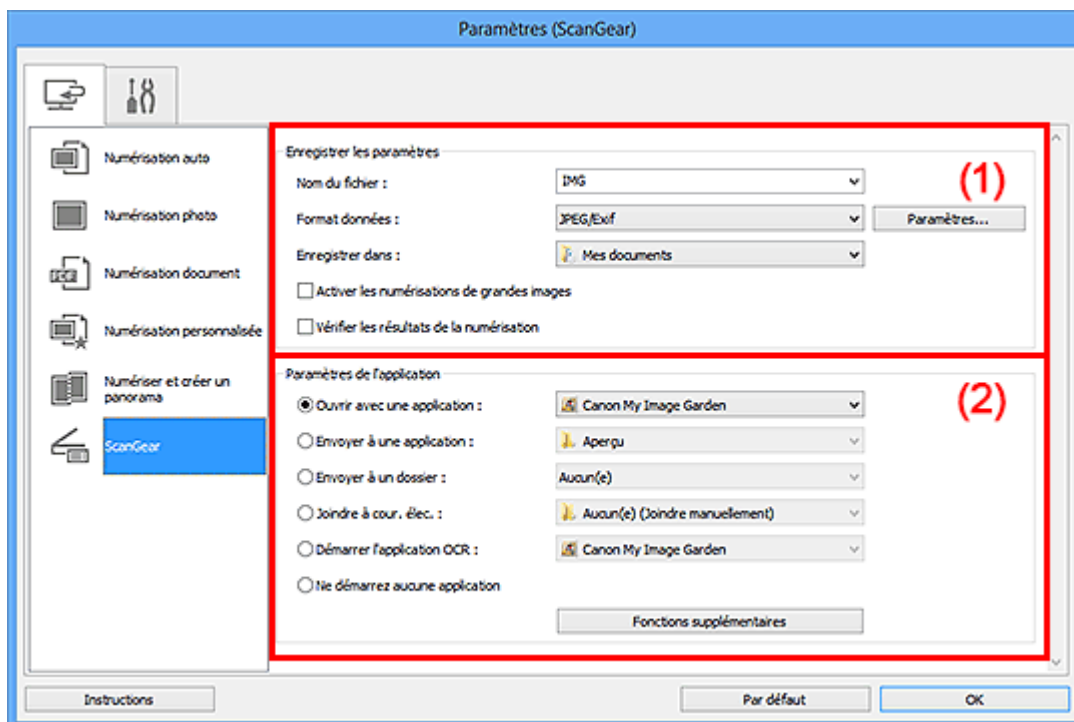 Paramètres (ScanGear)
Numérisation auto
Numérisation photo
Numérisation document
Numérisation personnalisée
Numériser et créer un
panorama
ScanGear
Enregistrer les paramètres
(1)
Nom du fichier :
IMG
Format données :
JPEG/Exif
Paramètres...
Enregistrer dans :
Mes documents
Activer les numérisations de grandes images
Vérifier les résultats de la numérisation
Paramètres de l'application
(2)
Ouvrir avec une application :
Canon My Image Garden
Envoyer à une application :
Aperçu
Envoyer à un dossier :
Aucun(e)
Joindre à cour. élec. :
Aucun(e) (Joindre manuellement)
Démarrer l'application OCR :
Canon My Image Garden
Ne démarrez aucune application
Fonctions supplémentaires
Instructions
Par défaut
OK